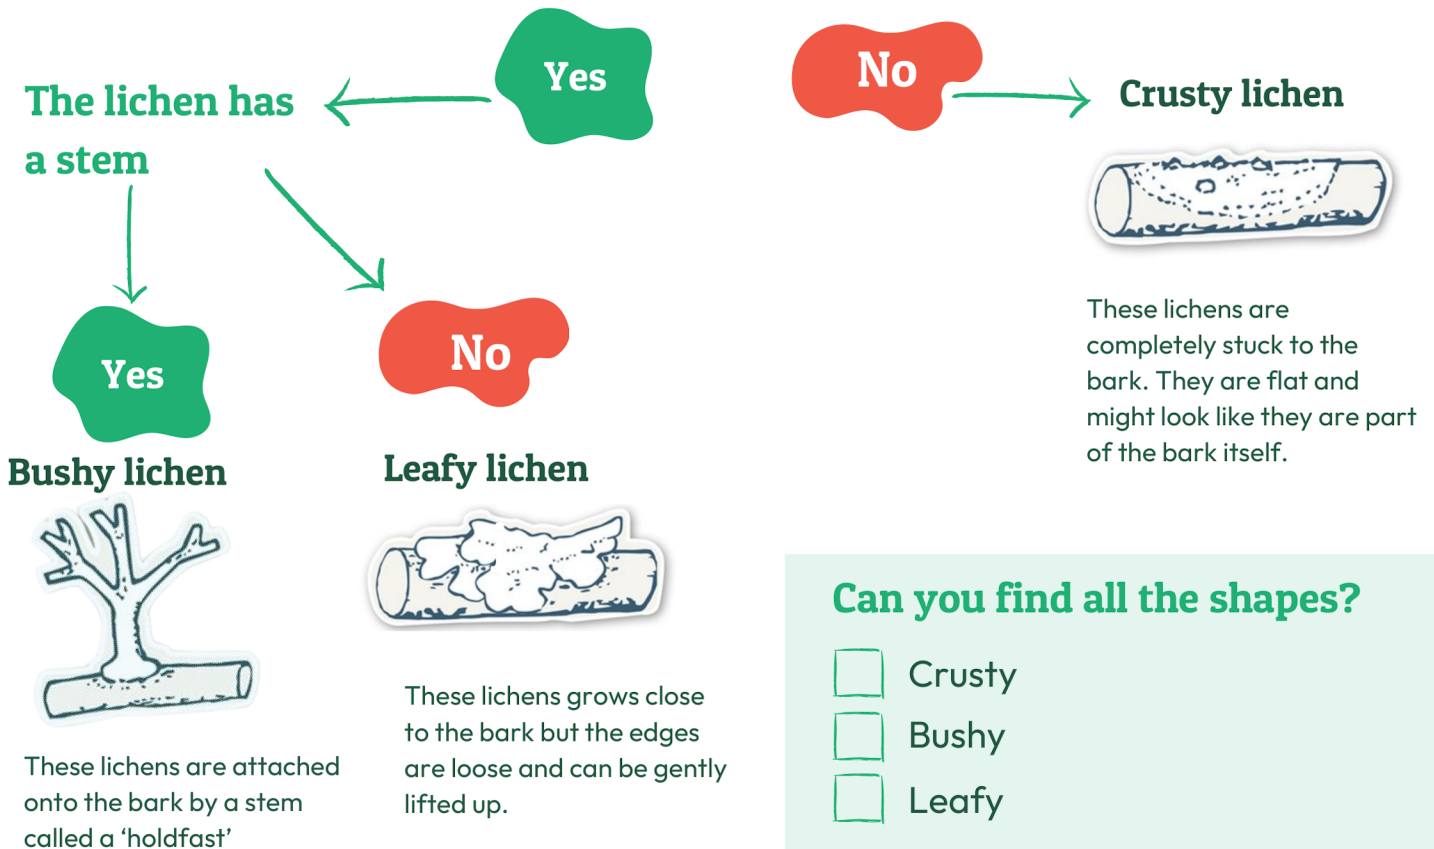 Yes
The lichen has
a stem
Yes
Bushy lichen
These lichens are attached
onto the bark by a stem
called a ‘holdfast’
No
Leafy lichen
These lichens grows close
to the bark but the edges
are loose and can be gently
lifted up.
No
Crusty lichen
These lichens are
completely stuck to the
bark. They are flat and
might look like they are part
of the bark itself.
Can you find all the shapes?
Crusty
Bushy
Leafy